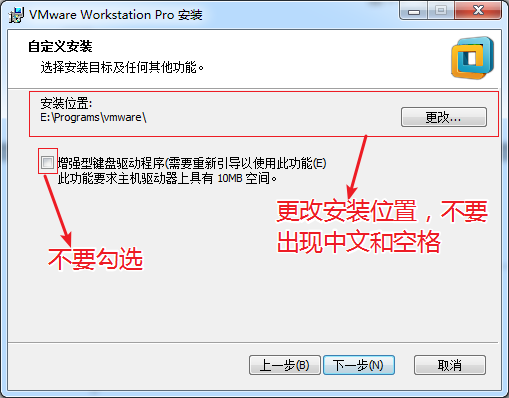 VMware Workstation Pro 安装
自定义安装
选择安装目标及任何其他功能。
安装位置:
E:\Programs\vmware\
更改...
增强型键盘驱动程序(需要重新引导以使用此功能(E)
此功能要求主机驱动器上具有 10MB 空间。
更改安装位置，不要
出现中文和空格
不要勾选
上一步(B)
下一步(N)
取消